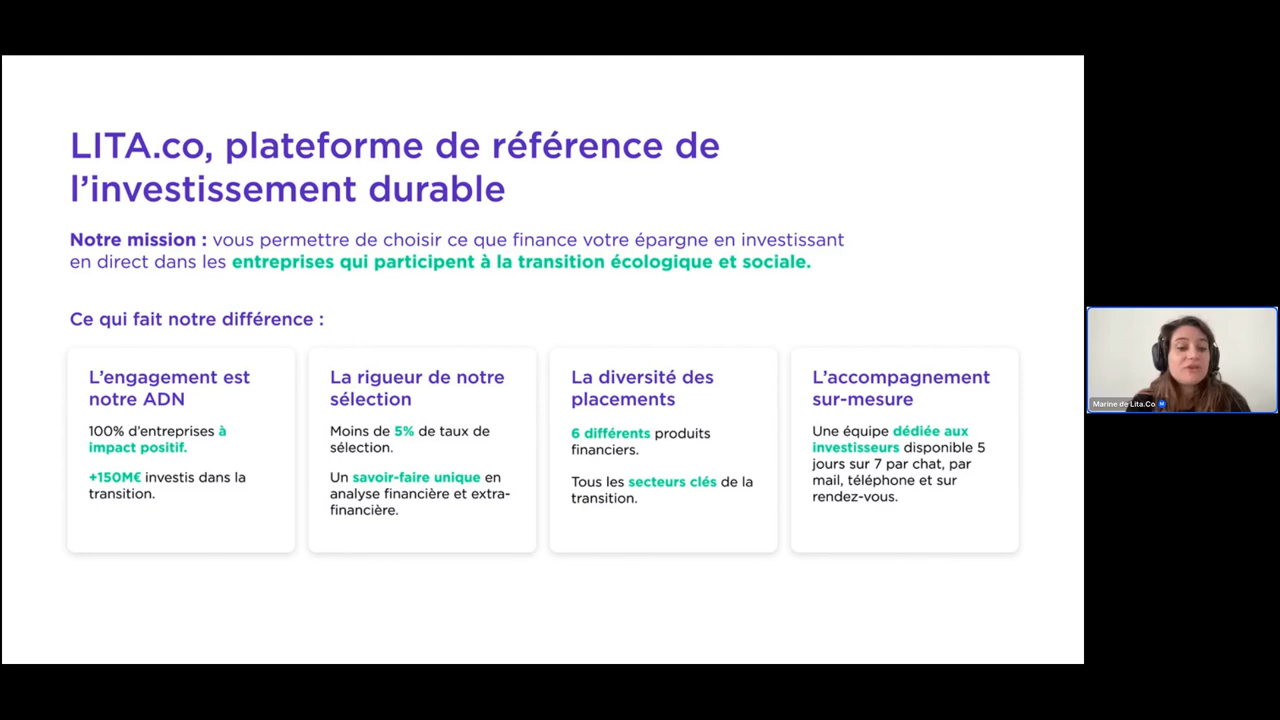 LITA.co, plateforme de référence de
l’investissement durable
Notre mission : vous permettre de choisir ce que finance votre épargne en investissant
en direct dans les entreprises qui participent à la transition écologique et sociale.
Ce qui fait notre différence :
L’engagement est
notre ADN
100% d’entreprises à
impact positif.
+150M€ investis dans la
transition.
La rigueur de notre
sélection
Moins de 5% de taux de
sélection.
Un savoir-faire unique en
analyse financière et extra-
financière.
La diversité des
placements
6 différents produits
financiers.
Tous les secteurs clés de la
transition.
L’accompagnement
sur-mesure
Une équipe dédiée aux
investisseurs disponible 5
jours sur 7 par chat, par
mail, téléphone et sur
rendez-vous.
Marine de Lita.Co